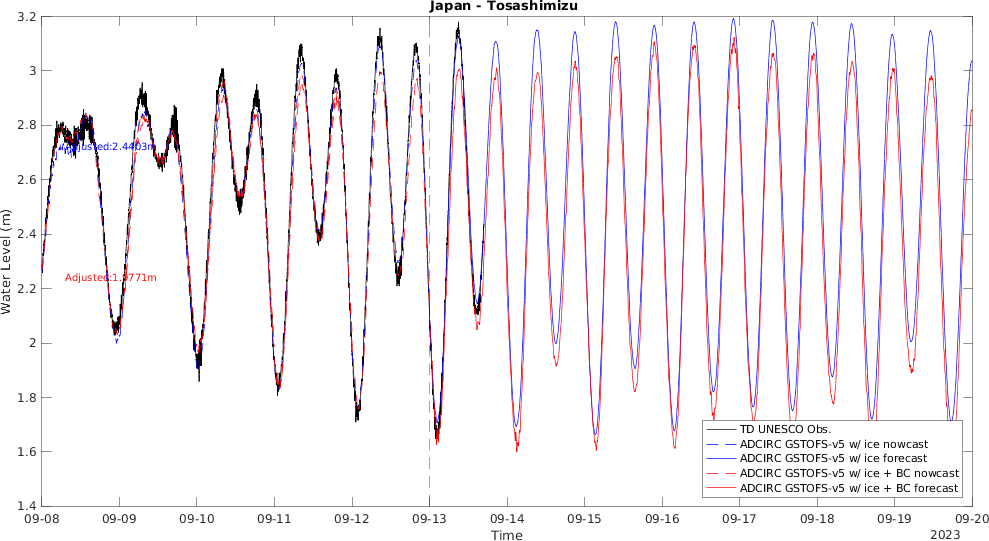 Japan - Tosashimizu
3.2
3
2.8
2.6
2.4
2.2
2
1.8
1.6
1.4
Water Level (m)
Adjusted:2.4403m
Adjusted:1.9771m
TD UNESCO Obs.
ADCIRC GSTOFS-v5 w/ ice nowcast
ADCIRC GSTOFS-v5 w/ ice forecast
ADCIRC GSTOFS-v5 w/ ice + BC nowcast
ADCIRC GSTOFS-v5 w/ ice + BC forecast
09-08 09-09 09-10 09-11 09-12 09-13 09-14 09-15 09-16 09-17 09-18 09-19 09-20
Time
2023